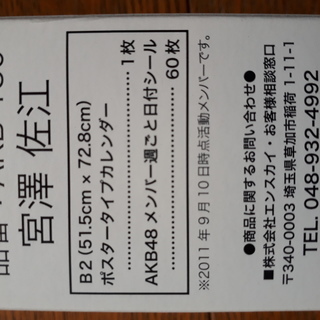 宮澤 佐江
B2(51.5cm × 72.8cm)
ポスタータイプカレンダー ……… 1枚
AKB48 メンバー週ごと日付シール
……… 60枚
※2011年9月10日時点活動メンバーです。
●商品に関するお問い合わせ●
■株式会社エンスカイ・お客様相談窓口
〒340-0003 埼玉県草加市稲荷 1-11-1
TEL. 048-932-4992